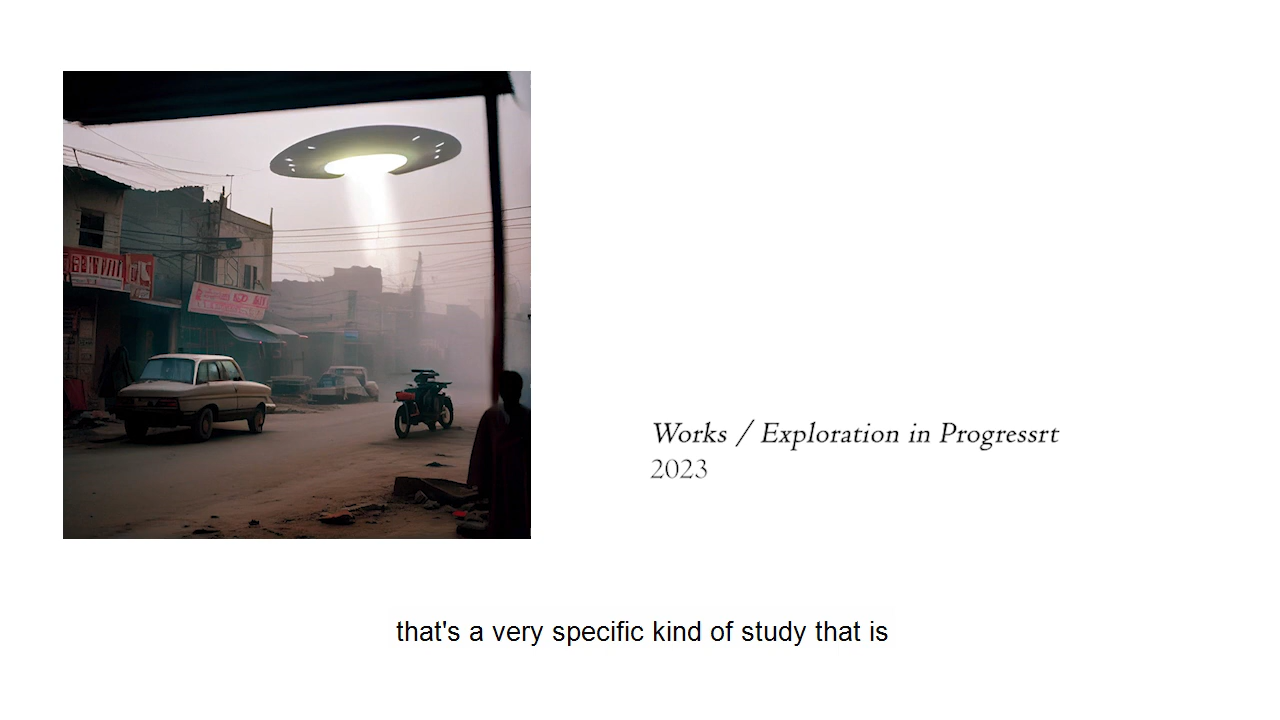 Works / Exploration in Progressrt
2023
that's a very specific kind of study that is